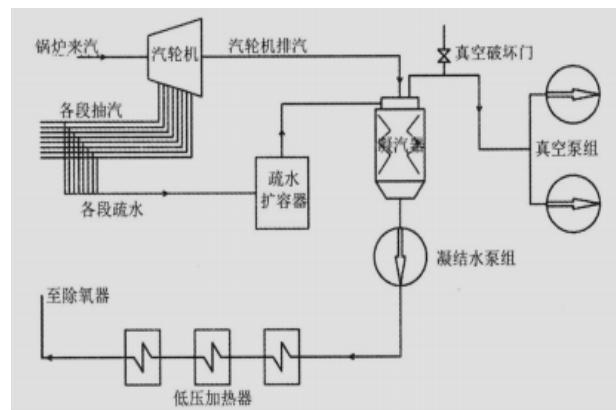 锅炉来汽
汽轮机
汽轮机排汽
真空破坏门
各段抽汽
凝汽器
真空泵组
疏水
扩容器
各段疏水
凝结水泵组
至除氧器
低压加热器